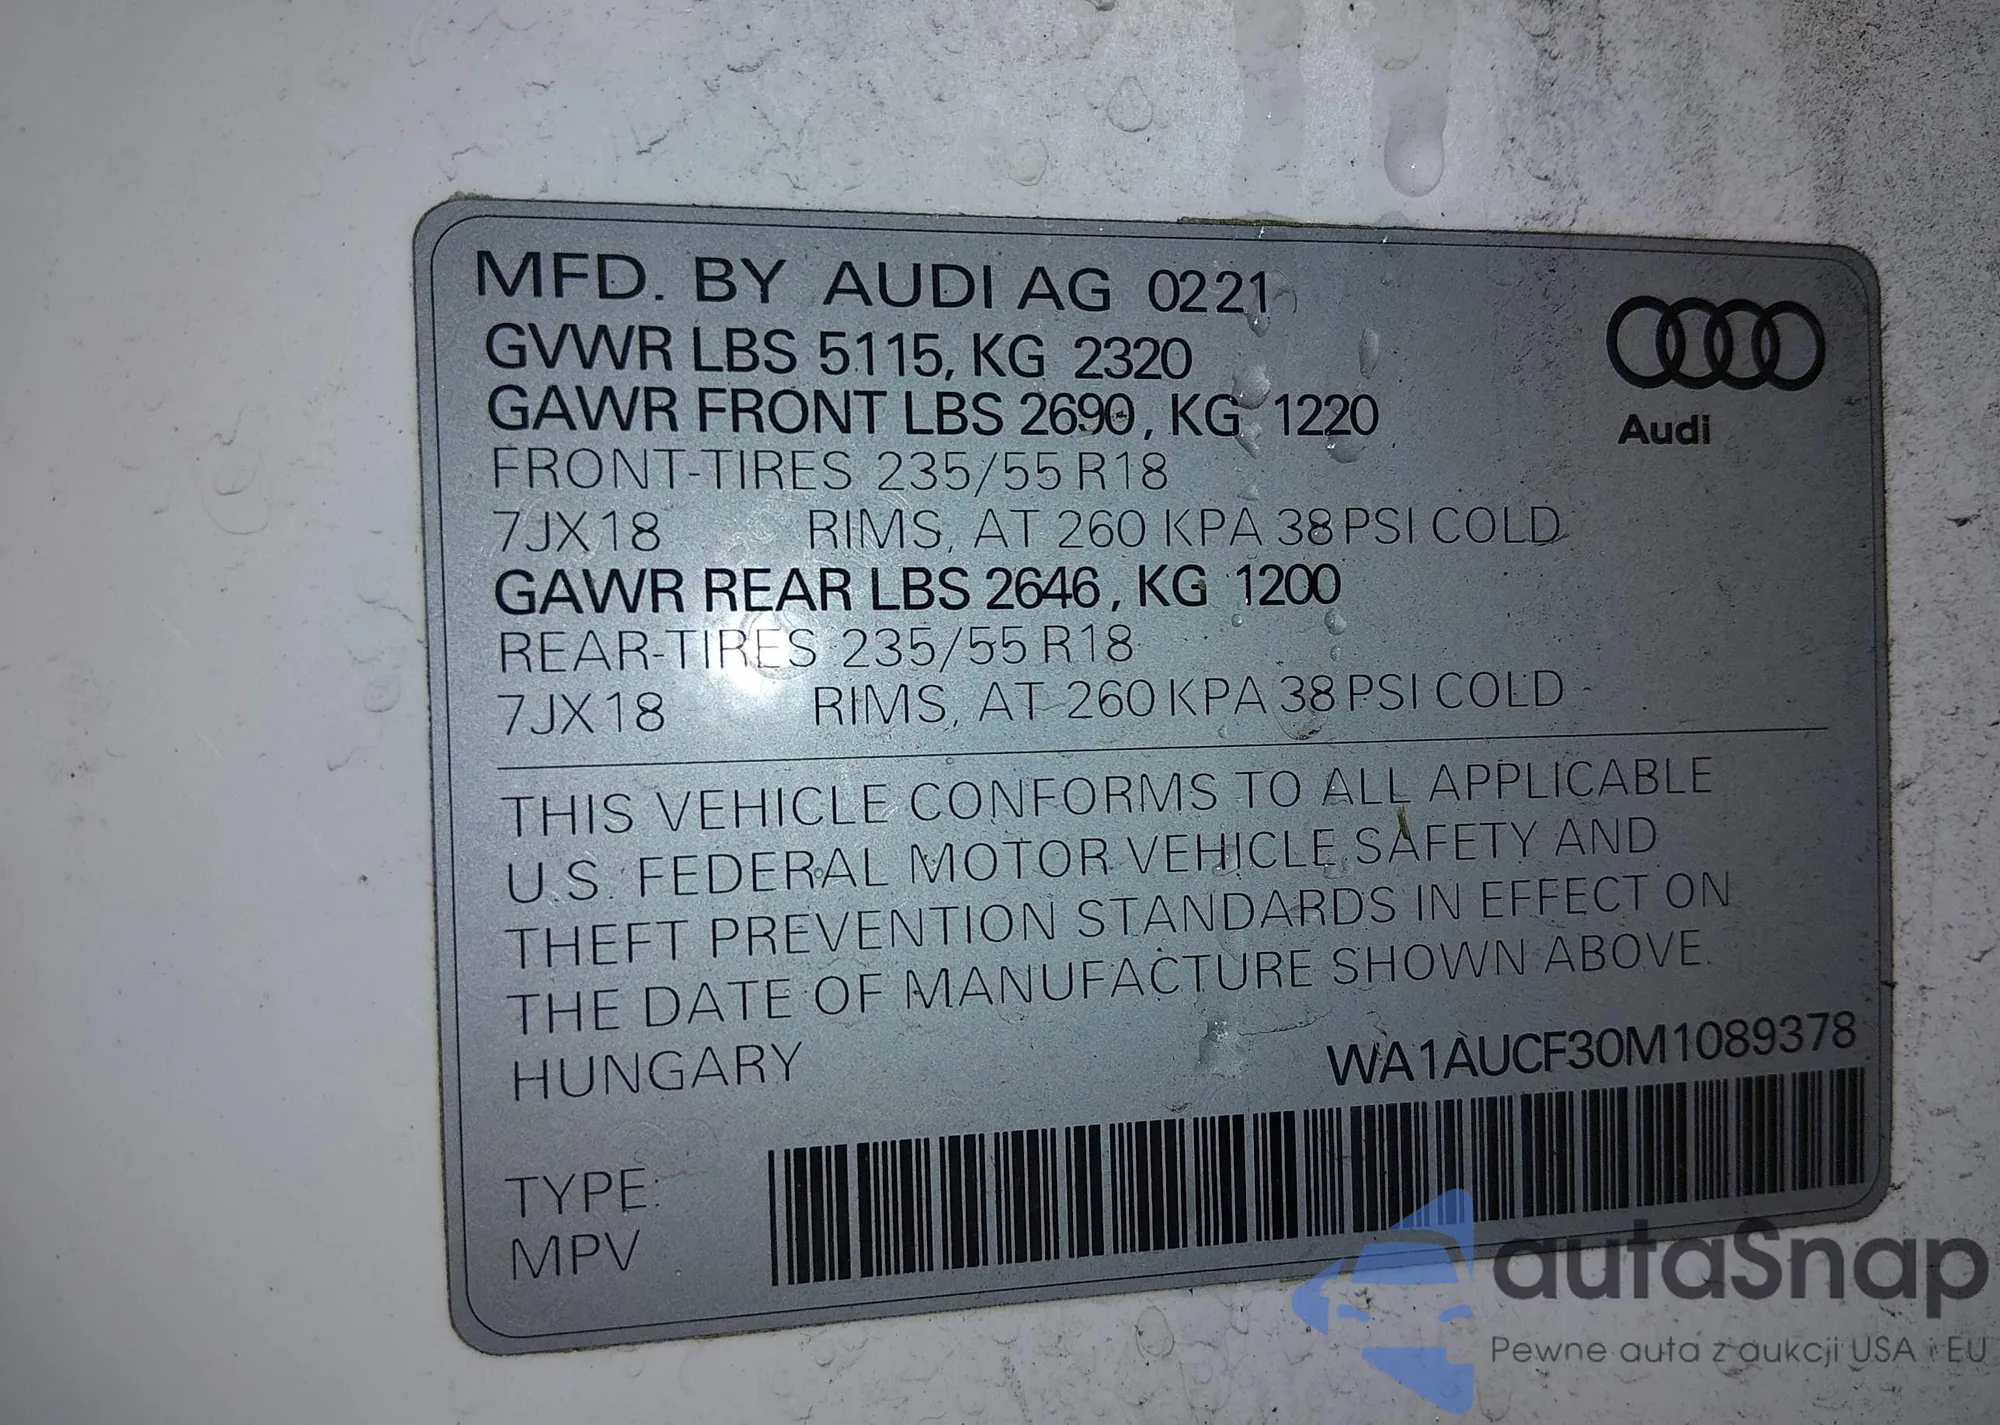 MFD. BY AUDI AG 0221
GVWR LBS 5115, KG 2320
GAWR FRONT LBS 2690, KG 1220
FRONT-TIRES 235/55 R18
7JX18 RIMS, AT 260 KPA 38 PSI COLD
GAWR REAR LBS 2646, KG 1200
REAR-TIRES 235/55 R18
7JX18 RIMS, AT 260 KPA 38 PSI COLD
Audi
THIS VEHICLE CONFORMS TO ALL APPLICABLE
U.S. FEDERAL MOTOR VEHICLE SAFETY AND
THEFT PREVENTION STANDARDS IN EFFECT ON
THE DATE OF MANUFACTURE SHOWN ABOVE.
HUNGARY WA1AUCF30M1089378
TYPE:
MPV
autaSnap
Pewne auta z aukcji USA i EU